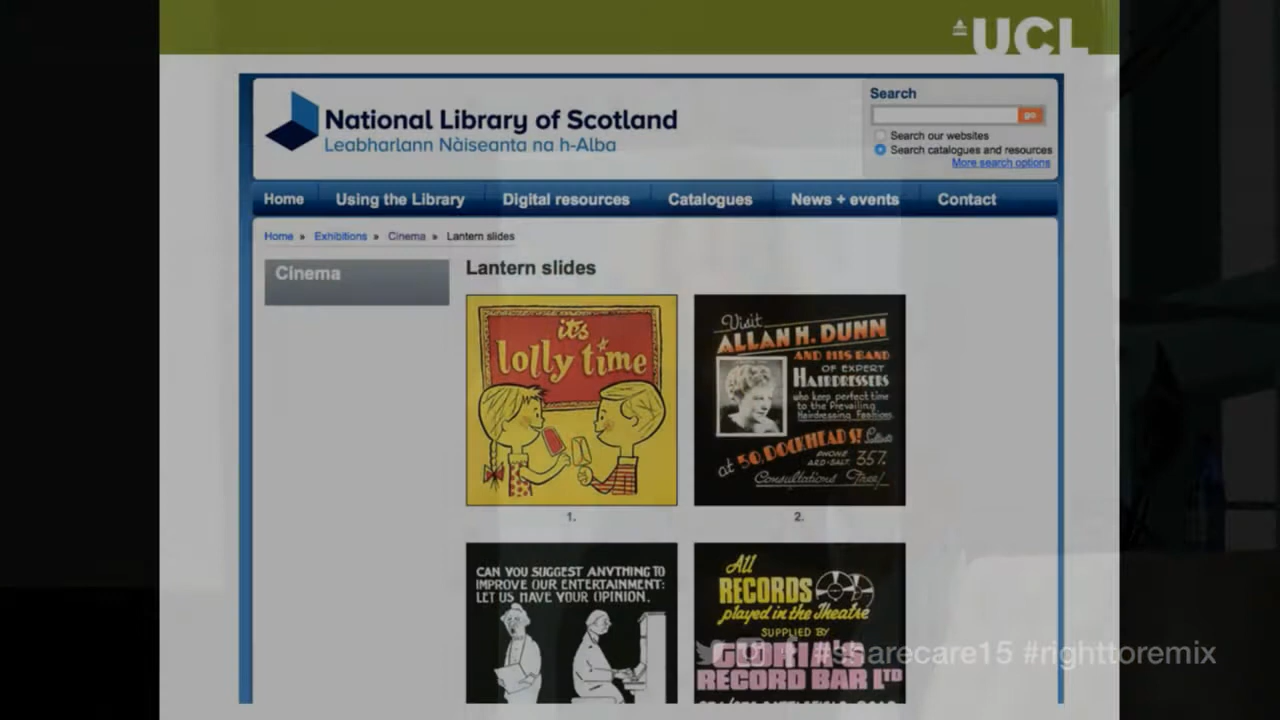 UCL
National Library of Scotland
Leabharlann Nàiseanta na h-Alba
Search
go
Search our websites
Search catalogues and resources
More search options
Home
Using the Library
Digital resources
Catalogues
News + events
Contact
Home » Exhibitions » Cinema » Lantern slides
Cinema
Lantern slides
it's
lolly time
1.
Visit
ALLAN H. DUNN
AND HIS BAND
OF EXPERT
HAIRDRESSERS
who keep perfect time
to the Prevailing
Hairdressing Fashions.
at 50, DOCKHEAD ST.
PHONE
ARD-SALT. 357.
Consultations Free!
2.
CAN YOU SUGGEST ANYTHING TO
IMPROVE OUR ENTERTAINMENT:
LET US HAVE YOUR OPINION.
All
RECORDS
played in the Theatre
SUPPLIED BY
GLORIA'S
RECORD BAR LTD
#sharecare15 #righttoremix